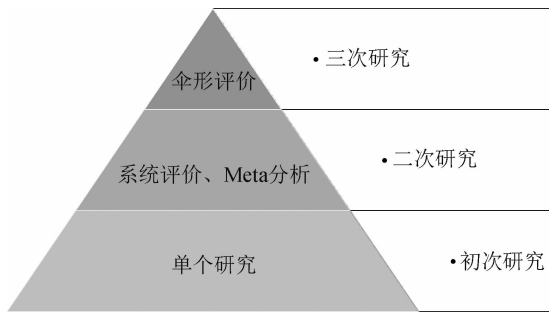 伞形评价
• 三次研究
系统评价、Meta分析
• 二次研究
单个研究
• 初次研究